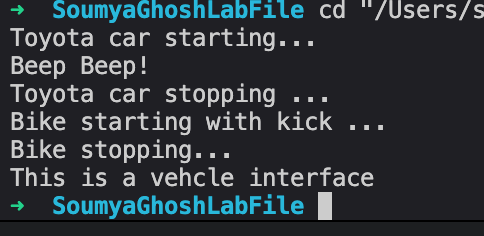 ➜ SoumyaGhoshLabFile cd "/Users/s
Toyota car starting...
Beep Beep!
Toyota car stopping ...
Bike starting with kick ...
Bike stopping...
This is a vehcle interface
➜ SoumyaGhoshLabFile